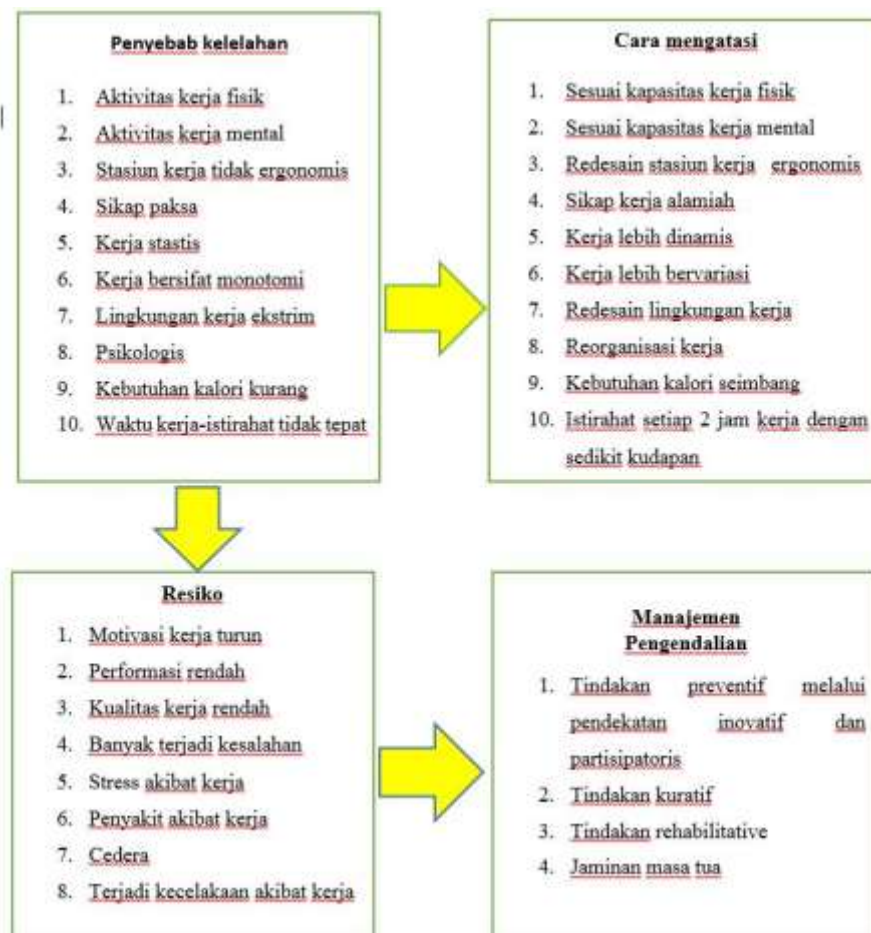 Penyebab kelelahan
1. Aktivitas kerja fisik
2. Aktivitas kerja mental
3. Stasiun kerja tidak ergonomis
4. Sikap paksa
5. Kerja stastis
6. Kerja bersifat monotomi
7. Lingkungan kerja ekstrim
8. Psikologis
9. Kebutuhan kalori kurang
10. Waktu kerja-istirahat tidak tepat
Cara mengatasi
1. Sesuai kapasitas kerja fisik
2. Sesuai kapasitas kerja mental
3. Redesain stasiun kerja ergonomis
4. Sikap kerja alamiah
5. Kerja lebih dinamis
6. Kerja lebih bervariasi
7. Redesain lingkungan kerja
8. Reorganisasi kerja
9. Kebutuhan kalori seimbang
10. Istirahat setiap 2 jam kerja dengan
sedikit kudapan
Resiko
1. Motivasi kerja turun
2. Performasi rendah
3. Kualitas kerja rendah
4. Banyak terjadi kesalahan
5. Stress akibat kerja
6. Penyakit akibat kerja
7. Cedera
8. Terjadi kecelakaan akibat kerja
Manajemen
Pengendalian
1. Tindakan preventif melalui
pendekatan inovatif dan
partisipatoris
2. Tindakan kuratif
3. Tindakan rehabilitative
4. Jaminan masa tua